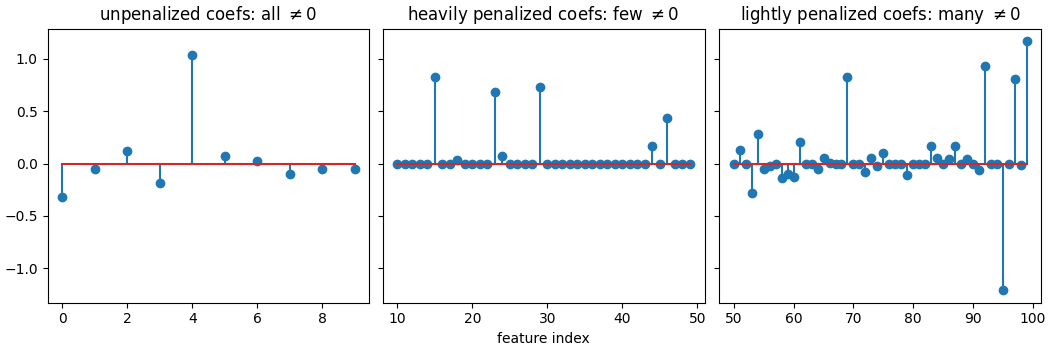 unpenalized coefs: all ≠0
heavily penalized coefs: few ≠0
lightly penalized coefs: many ≠0
1.0
0.5
0.0
−0.5
−1.0
0 2 4 6 8
10 20 30 40 50
50 60 70 80 90 100
feature index